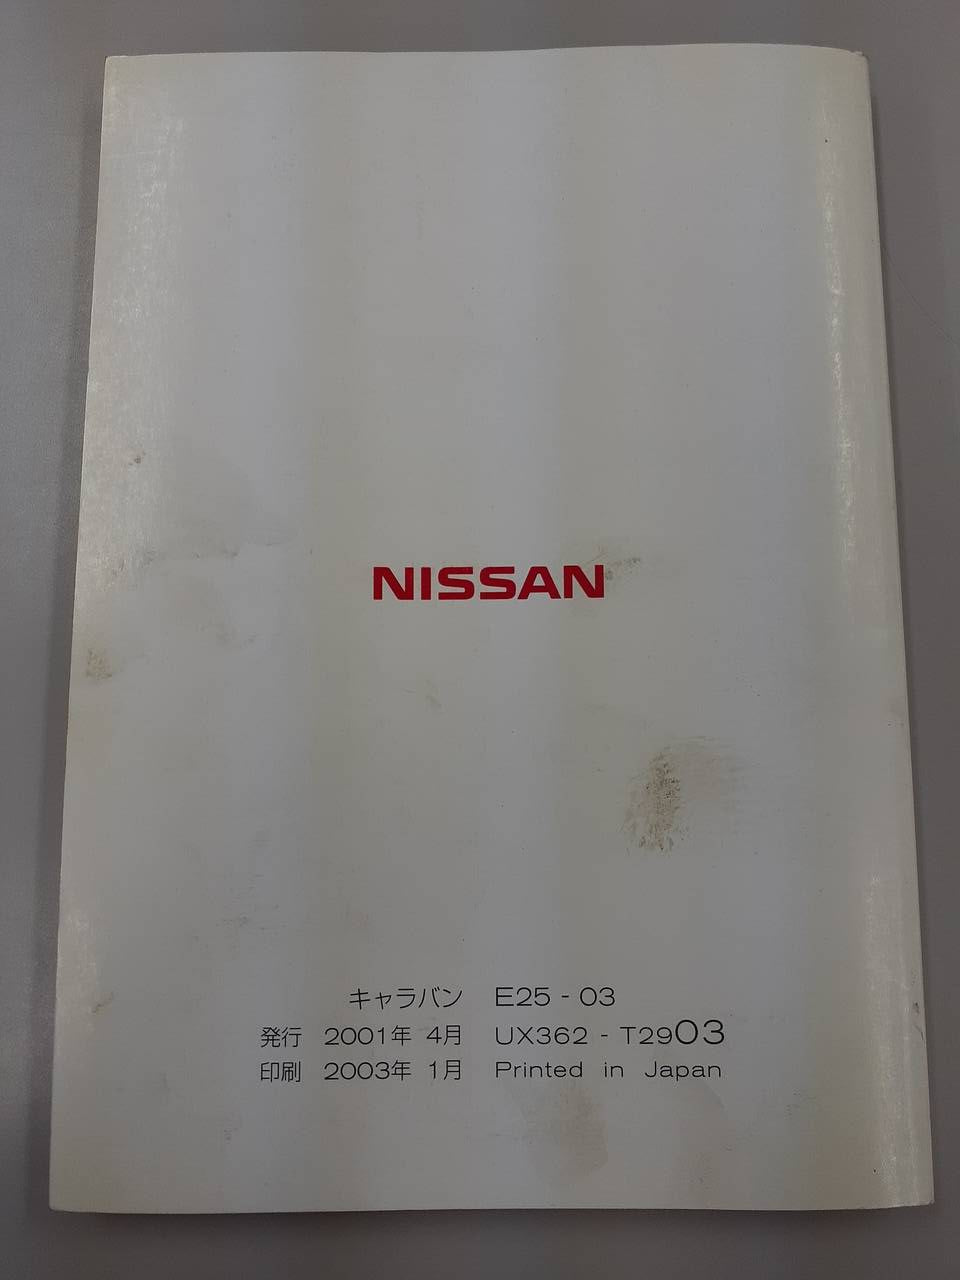 NISSAN
キャラバン E25 - 03
発行 2001年 4月 UX362 - T2903
印刷 2003年 1月 Printed in Japan